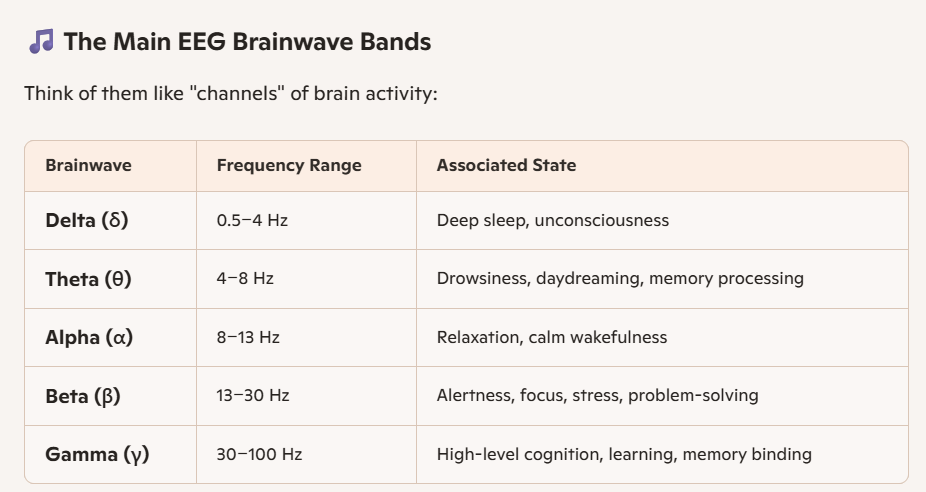 🎵 The Main EEG Brainwave Bands
Think of them like "channels" of brain activity:
Brainwave Frequency Range Associated State
Delta (δ) 0.5–4 Hz Deep sleep, unconsciousness
Theta (θ) 4–8 Hz Drowsiness, daydreaming, memory processing
Alpha (α) 8–13 Hz Relaxation, calm wakefulness
Beta (β) 13–30 Hz Alertness, focus, stress, problem-solving
Gamma (γ) 30–100 Hz High-level cognition, learning, memory binding